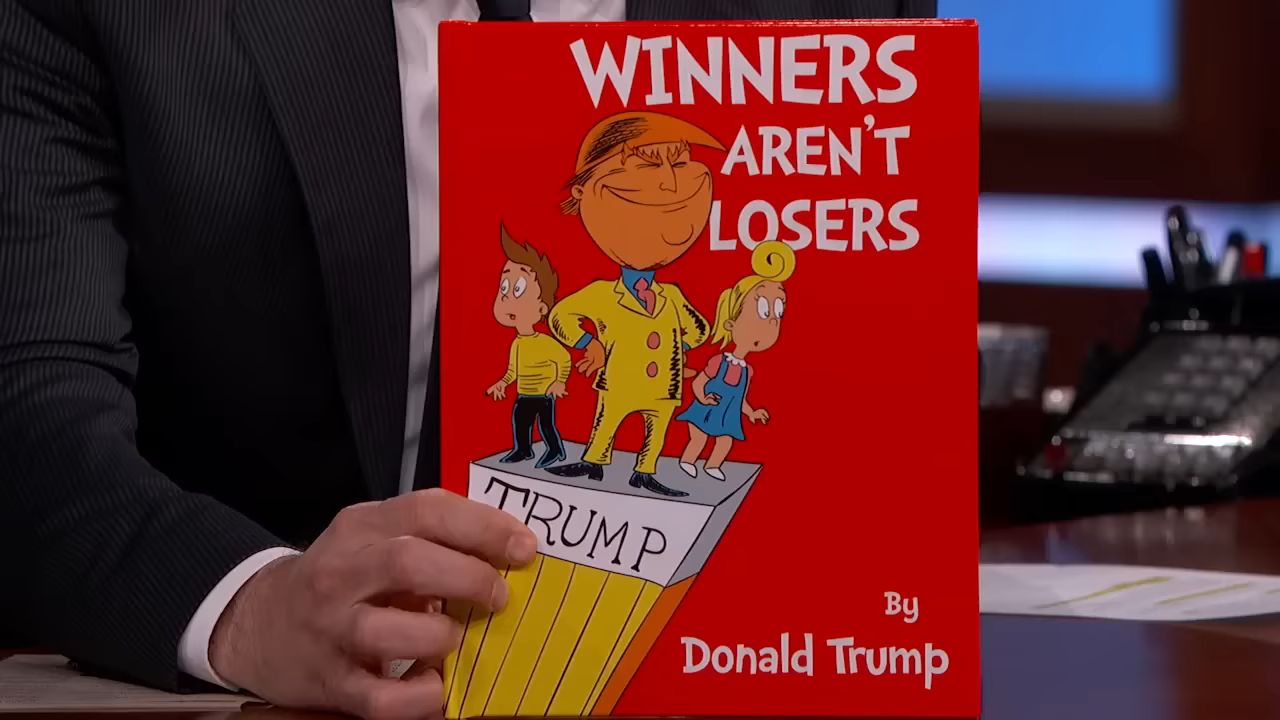 WINNERS
AREN'T
LOSERS
TRUMP
By
Donald Trump